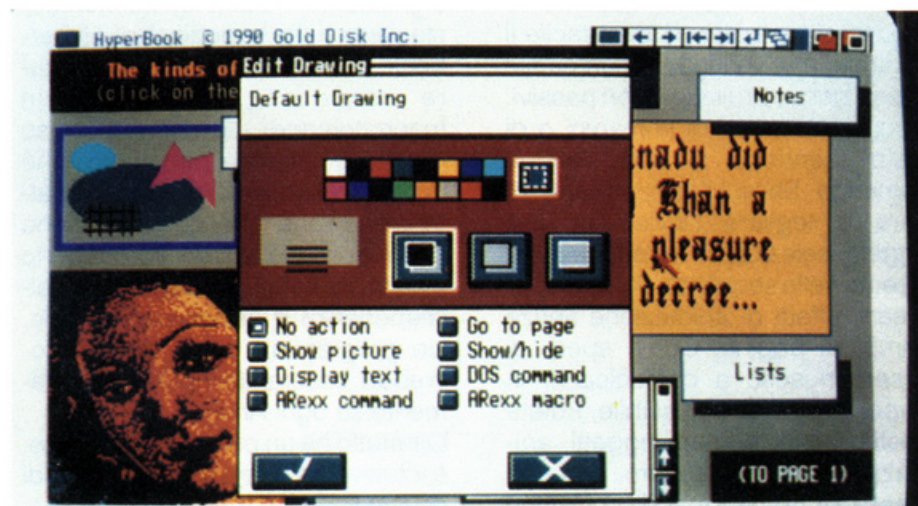 HyperBook © 1990 Gold Disk Inc.
The kinds of
(click on the
Edit Drawing
Default Drawing
Notes
nadu did
Khan a
pleasure
decree...
No action
Go to page
Show picture
Show/hide
Display text
DOS command
ARexx command
ARexx macro
Lists
(TO PAGE 1)